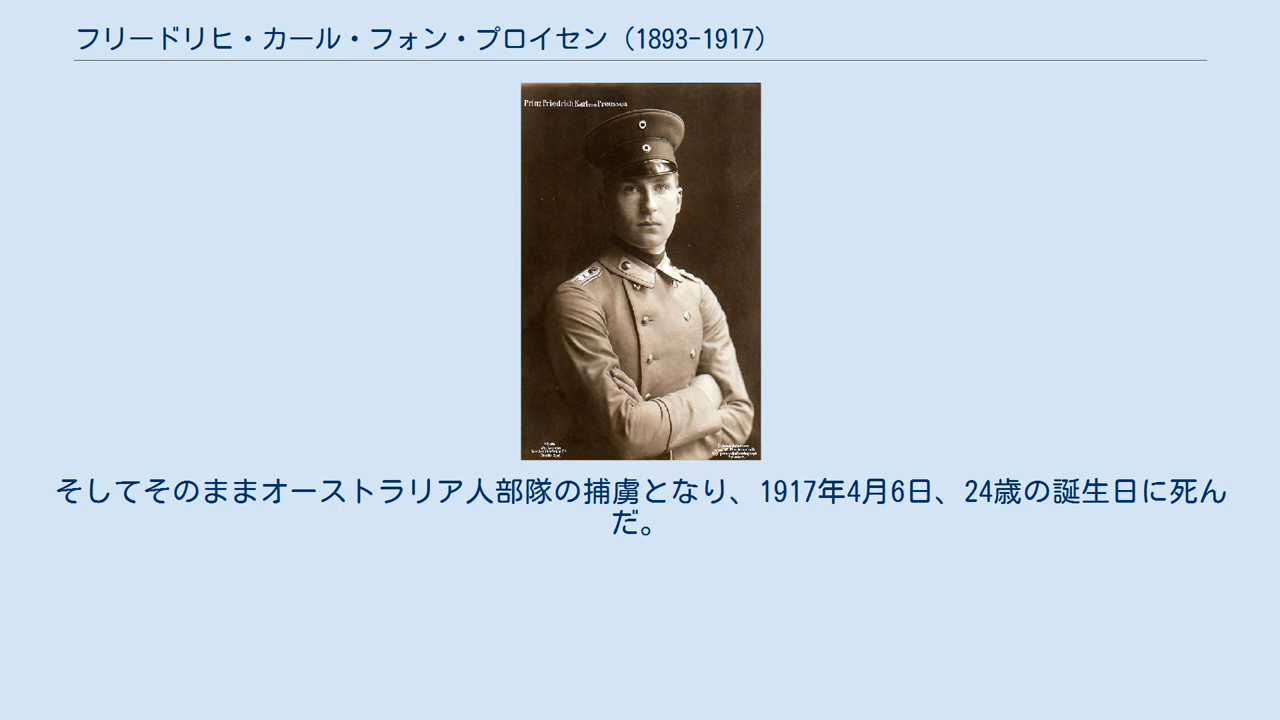 フリードリヒ・カール・フォン・プロイセン（1893-1917）
Prinz Friedrich Karl von Preussen
そしてそのままオーストラリア人部隊の捕虜となり、1917年4月6日、24歳の誕生日に死ん
だ。